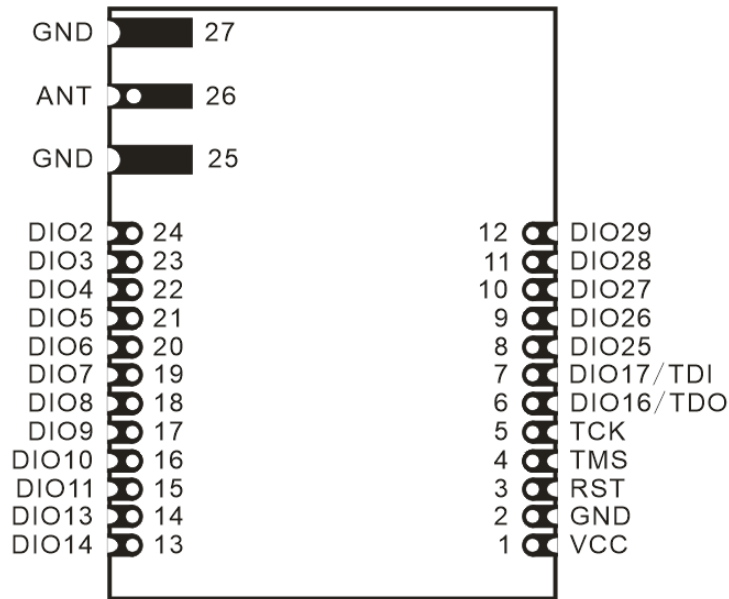 GND 27
ANT 26
GND 25
DIO2 24 12 DIO29
DIO3 23 11 DIO28
DIO4 22 10 DIO27
DIO5 21 9 DIO26
DIO6 20 8 DIO25
DIO7 19 7 DIO17/TDI
DIO8 18 6 DIO16/TDO
DIO9 17 5 TCK
DIO10 16 4 TMS
DIO11 15 3 RST
DIO13 14 2 GND
DIO14 13 1 VCC